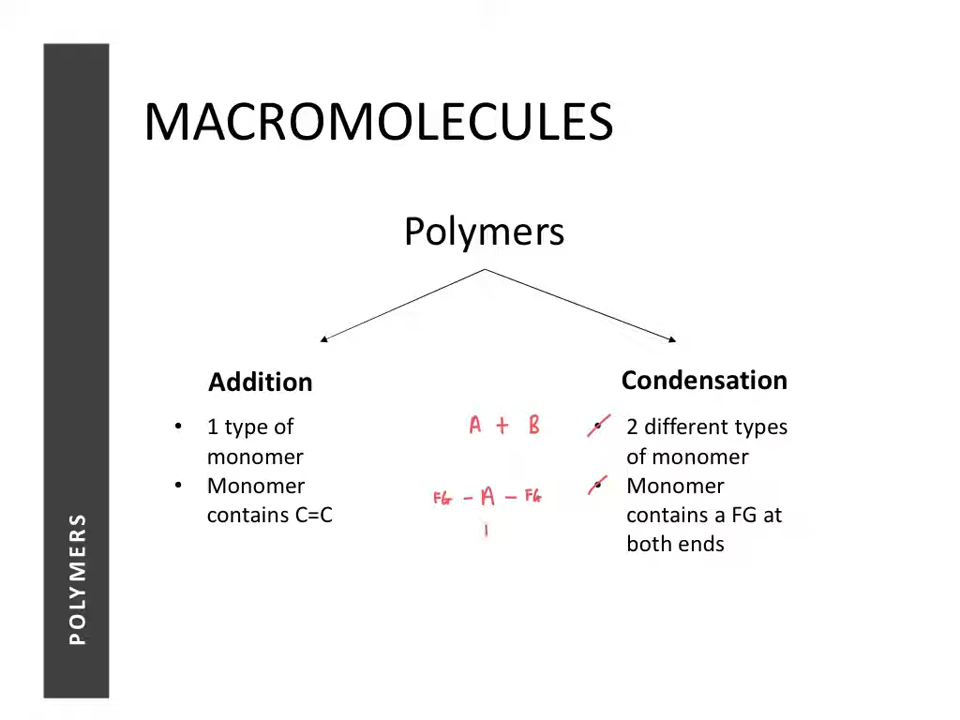 MACROMOLECULES
Polymers
Addition
• 1 type of
monomer
• Monomer
contains C=C
A + B
FG - A - FG
Condensation
• 2 different types
of monomer
• Monomer
contains a FG at
both ends
POLYMERS